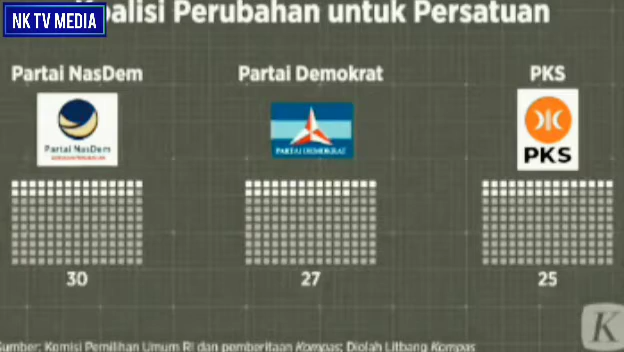 NK TV MEDIA
Koalisi Perubahan untuk Persatuan
Partai NasDem
Partai Demokrat
PKS
Partai NasDem
PARTAI DEMOKRAT
PKS
30
27
25
K
Sumber: Komisi Pemilihan Umum RI dan pemberitaan Kompas; Diolah Litbang Kompas